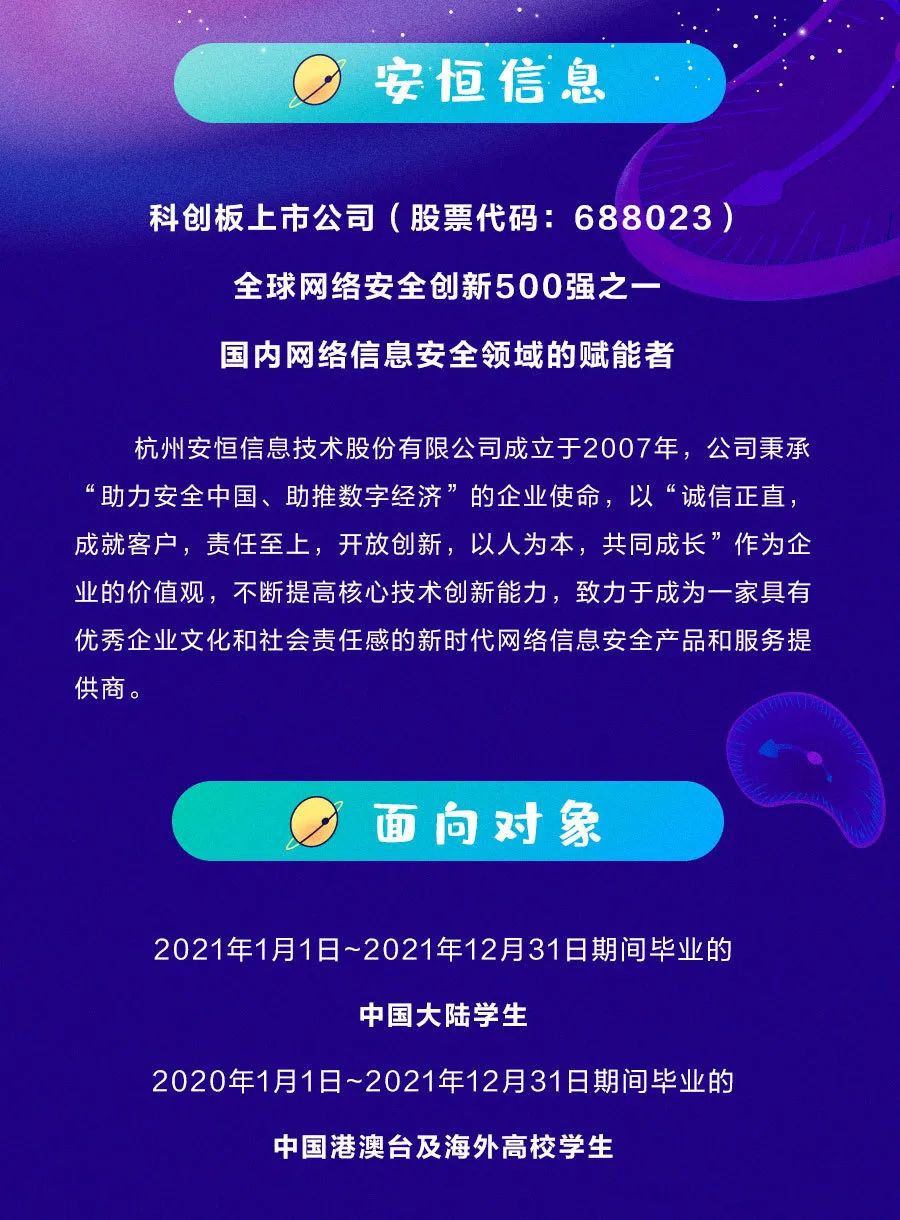 安恒信息
科创板上市公司（股票代码：688023）
全球网络安全创新500强之一
国内网络信息安全领域的赋能者
杭州安恒信息技术股份有限公司成立于2007年，公司秉承
“助力安全中国、助推数字经济”的企业使命，以“诚信正直，
成就客户，责任至上，开放创新，以人为本，共同成长”作为企
业的价值观，不断提高核心技术创新能力，致力于成为一家具有
优秀企业文化和社会责任感的新时代网络信息安全产品和服务提
供商。
面向对象
2021年1月1日~2021年12月31日期间毕业的
中国大陆学生
2020年1月1日~2021年12月31日期间毕业的
中国港澳台及海外高校学生